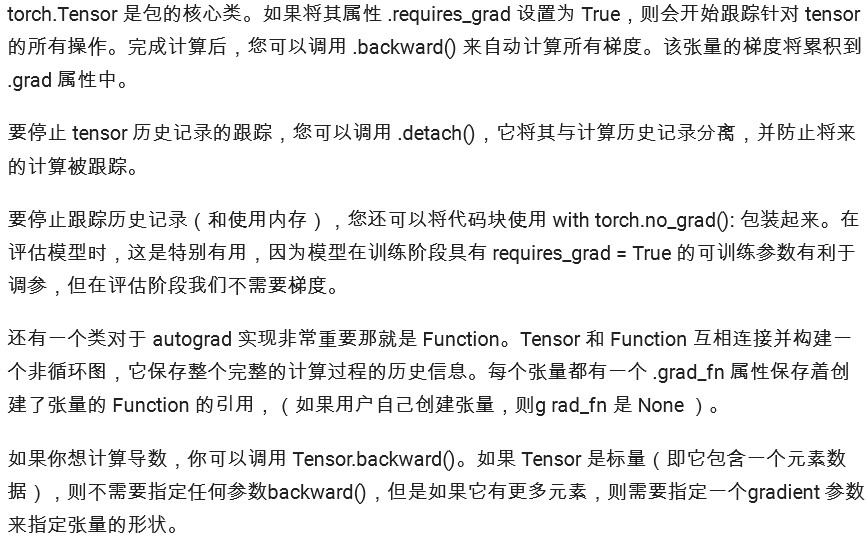 torch.Tensor 是包的核心类。如果将其属性 .requires_grad 设置为 True，则会开始跟踪针对 tensor
的所有操作。完成计算后，您可以调用 .backward() 来自动计算所有梯度。该张量的梯度将累积到
.grad 属性中。
要停止 tensor 历史记录的跟踪，您可以调用 .detach()，它将其与计算历史记录分离，并防止将来
的计算被跟踪。
要停止跟踪历史记录（和使用内存），您还可以将代码块使用 with torch.no_grad(): 包装起来。在
评估模型时，这是特别有用，因为模型在训练阶段具有 requires_grad = True 的可训练参数有利于
调参，但在评估阶段我们不需要梯度。
还有一个类对于 autograd 实现非常重要那就是 Function。Tensor 和 Function 互相连接并构建一
个非循环图，它保存整个完整的计算过程的历史信息。每个张量都有一个 .grad_fn 属性保存着创
建了张量的 Function 的引用，（如果用户自己创建张量，则g rad_fn 是 None ）。
如果你想计算导数，你可以调用 Tensor.backward()。如果 Tensor 是标量（即它包含一个元素数
据），则不需要指定任何参数backward()，但是如果它有更多元素，则需要指定一个gradient 参数
来指定张量的形状。